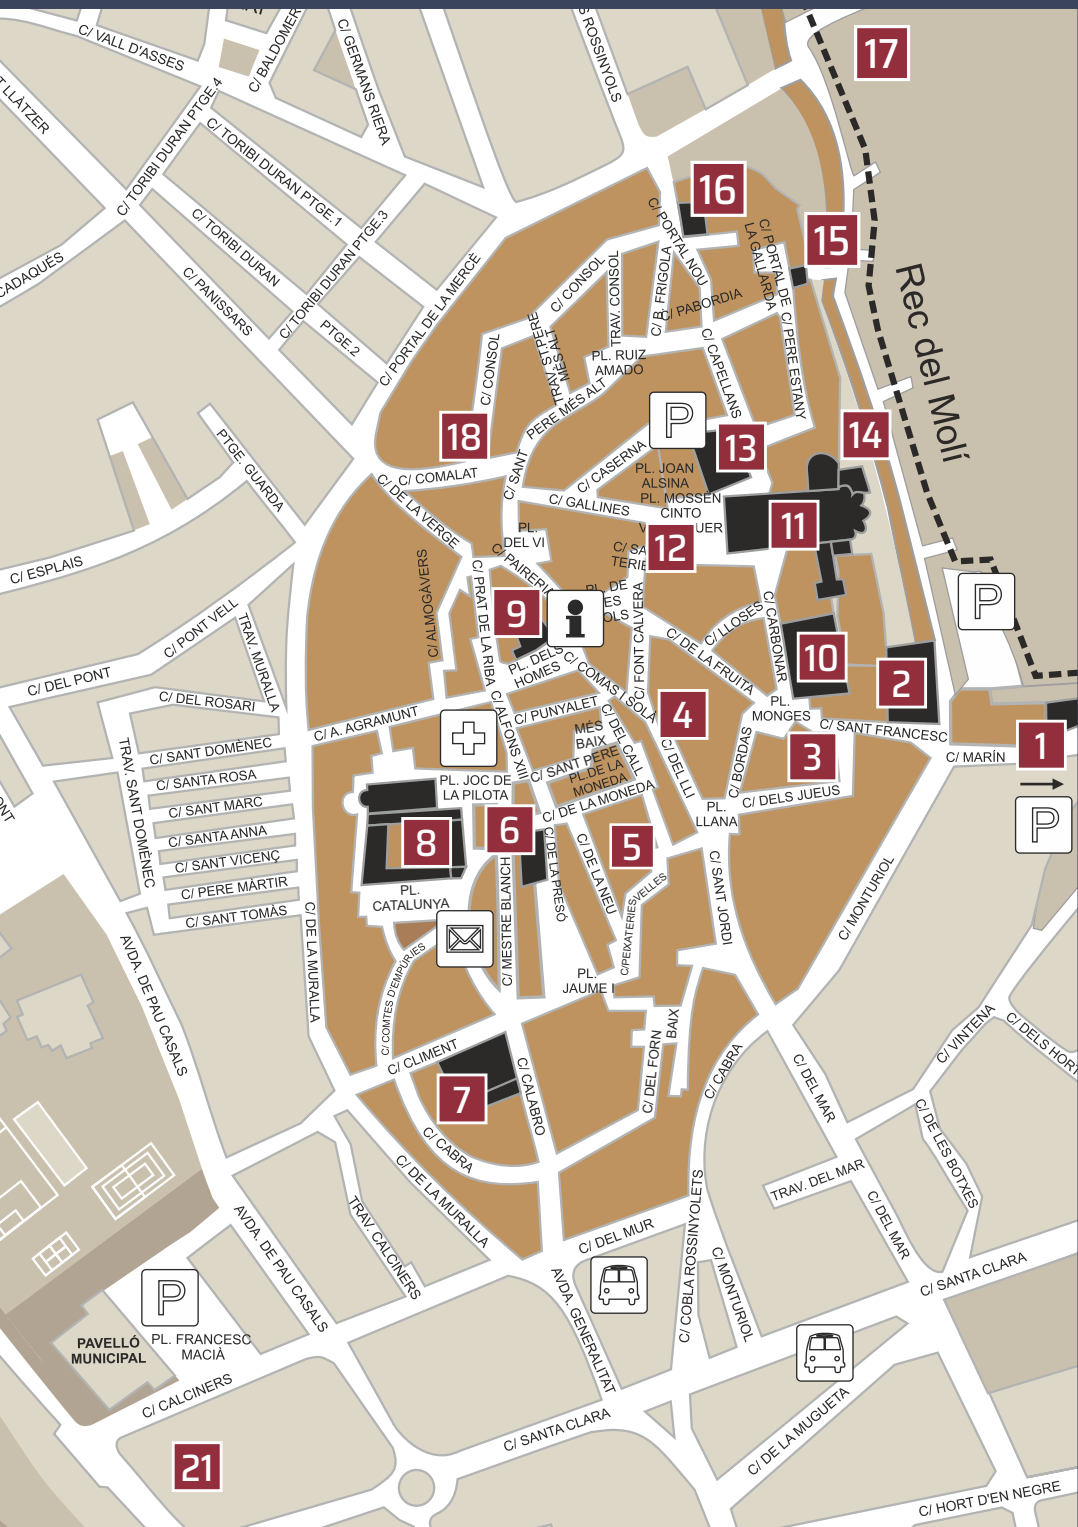 C/ VALL D'ASSES
C/ BALDOMER
C/ GERMANS RIERA
S ROSSINYOLS
17
T LLÀTZER
C/ TORIBI DURAN PTGE.4
C/ TORIBI DURAN PTGE.1
C/ TORIBI DURAN
C/ TORIBI DURAN PTGE.3
PTGE.2
C/ PANISSARS
CADAQUÉS
C/ PORTAL DE LA MERCÈ
16
C/ PORTAL NOU
C/ PORTAL DE
LA GALLARDA
15
Rec del Molí
C/ CONSOL
TRAV. CONSOL
C/ B. FRIGOLA
C/ PABORDIA
C/ CONSOL
TRAV. ST.PERE
MÉS ALT
PL. RUIZ
AMADO
C/ CAPELLANS
C/ PERE ESTANY
PERE MÉS ALT
C/ SANT
18
P
13
14
C/ COMALAT
C/ CASERNA
PL. JOAN
ALSINA
PL. MOSSÈN
CINTO
V
UER
C/ GALLINES
11
12
PTGE. GUARDA
C/ DE LA VERGE
PL.
DEL VI
C/ PAIRERIA
C/ SA
TERIE
C/ ESPLAIS
C/ ALMOGÀVERS
C/ PRAT DE LA RIBA
9
i
PL. DE
ES
OLS
C/ FONT CALVERA
C/ LLOSES
C/ CARBONAR
10
2
P
C/ PONT VELL
TRAV. MURALLA
PL. DELS
HOMES
C/ COMAS I SOLÀ
C/ DE LA FRUITA
C/ DEL PONT
C/ DEL ROSARI
C/ A. AGRAMUNT
C/ ALFONS XIII
C/ PUNYALET
4
PL.
MONGES
C/ SANT FRANCESC
C/ MARÍN
1
P
TRAV. SANT DOMÈNEC
C/ SANT DOMÈNEC
C/ SANTA ROSA
C/ SANT MARC
C/ SANTA ANNA
C/ SANT VICENÇ
C/ PERE MÀRTIR
C/ SANT TOMÀS
PL. JOC DE
LA PILOTA
C/ SANT PERE
MÉS
BAIX
PL.DE LA
MONEDA
C/ DEL CALL
C/ DE LA MONEDA
C/ DEL LLI
C/ BORDAS
3
C/ DELS JUEUS
PL.
LLANA
8
6
5
PL.
CATALUNYA
C/ MESTRE BLANCH
C/ DE LA PRESÓ
C/ DE LA NEU
C/PEIXATERIES
VELLES
C/ SANT JORDI
C/ MONTURIOL
C/ DE LA MURALLA
AVDA. DE PAU CASALS
C/ COMTES D'EMPÚRIES
PL.
JAUME I
C/ CLIMENT
7
C/ CALABRO
C/ DEL FORN
BAIX
C/ CABRA
C/ DEL MAR
C/ VINTENA
C/ DELS HORT
C/ CABRA
C/ DE LA MURALLA
C/ DE LES BOTXES
TRAV. DEL MAR
C/ DEL MAR
AVDA. DE PAU CASALS
TRAV. CALCINERS
C/ DEL MUR
C/ COBLA ROSSINYOLETS
C/ MONTURIOL
C/ SANTA CLARA
AVDA. GENERALITAT
P
PAVELLÓ
MUNICIPAL
PL. FRANCESC
MACIÀ
C/ CALCINERS
C/ SANTA CLARA
C/ DE LA MUGUETA
21
C/ HORT D'EN NEGRE